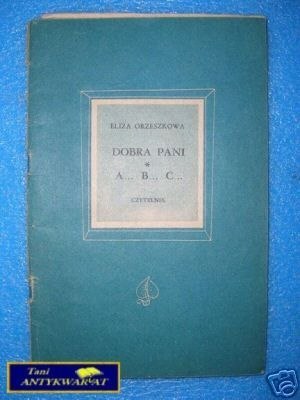 ELIZA ORZESZKOWA
DOBRA PANI
*
A... B... C...
CZYTELNIK
Tani
ANTYKWARIAT